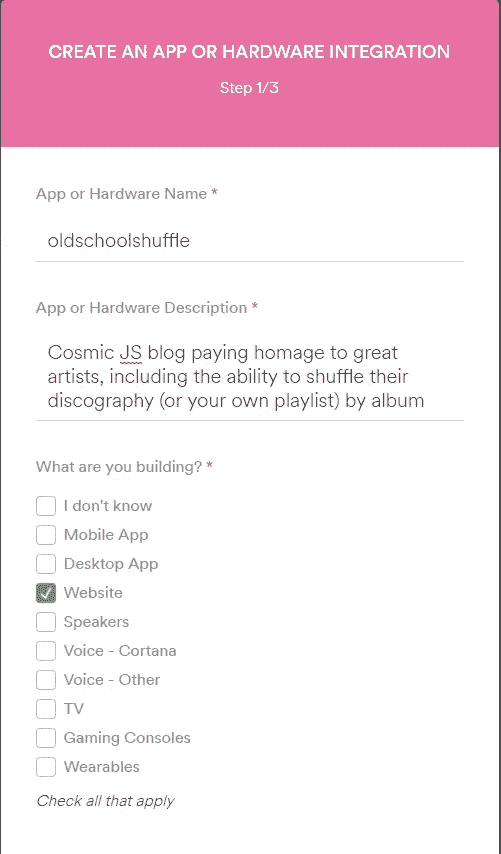 CREATE AN APP OR HARDWARE INTEGRATION
Step 1/3
App or Hardware Name *
oldschoolshuffle
App or Hardware Description *
Cosmic JS blog paying homage to great
artists, including the ability to shuffle their
discography (or your own playlist) by album
What are you building? *
I don't know
Mobile App
Desktop App
Website
Speakers
Voice - Cortana
Voice - Other
TV
Gaming Consoles
Wearables
Check all that apply